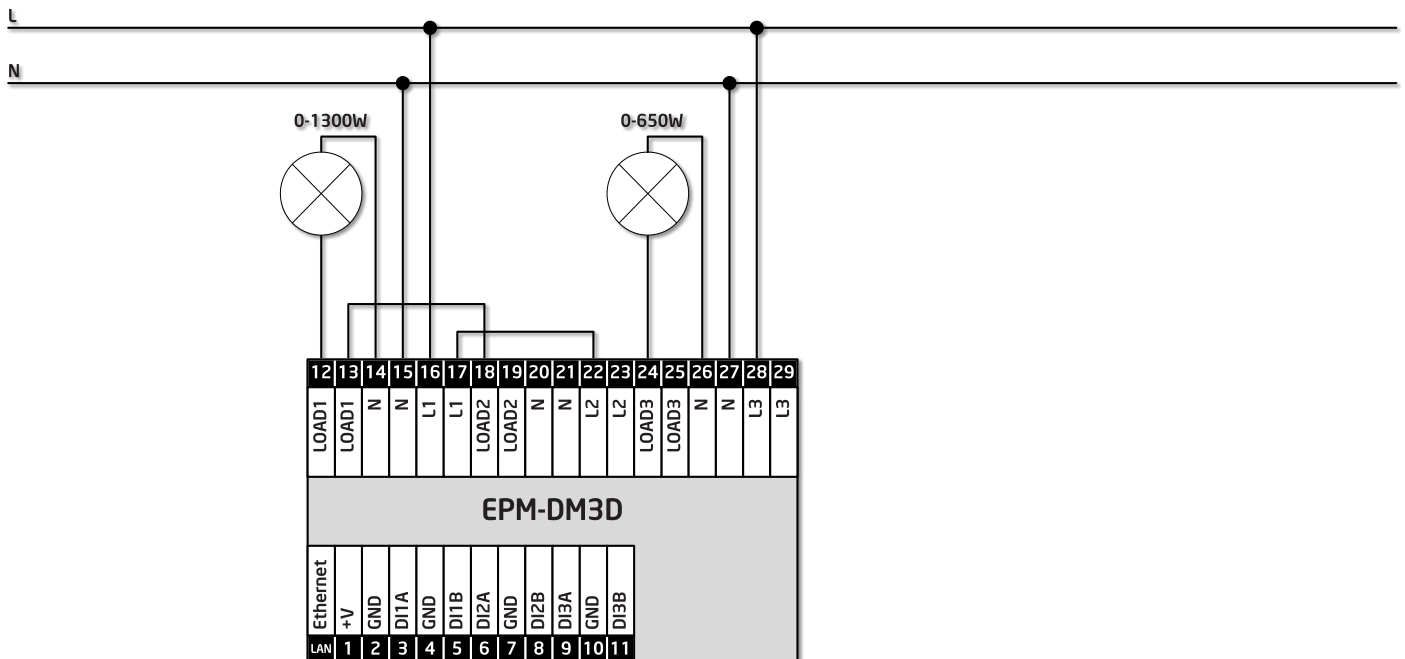 L
N
0-1300W 0-650W
12 13 14 15 16 17 18 19 20 21 22 23 24 25 26 27 28 29
LOAD1 LOAD1 N N L1 L1 LOAD2 LOAD2 N N L2 L2 LOAD3 LOAD3 N N L3 L3
EPM-DM3D
Ethernet +V GND DI1A GND DI1B DI2A GND DI2B DI3A GND DI3B
LAN 1 2 3 4 5 6 7 8 9 10 11